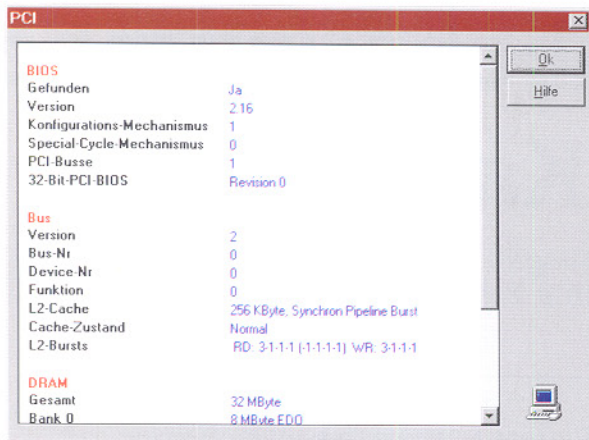 PCI
Ok
Hilfe
BIOS
Gefunden Ja
Version 2.16
Konfigurations-Mechanismus 1
Special-Cycle-Mechanismus 0
PCI-Busse 1
32-Bit-PCI-BIOS Revision 0
Bus
Version 2
Bus-Nr 0
Device-Nr 0
Funktion 0
L2-Cache 256 KByte, Synchron Pipeline Burst
Cache-Zustand Normal
L2-Bursts RD: 3-1-1-1 (-1-1-1-1) WR: 3-1-1-1
DRAM
Gesamt 32 MByte
Bank 0 8 MByte EDO